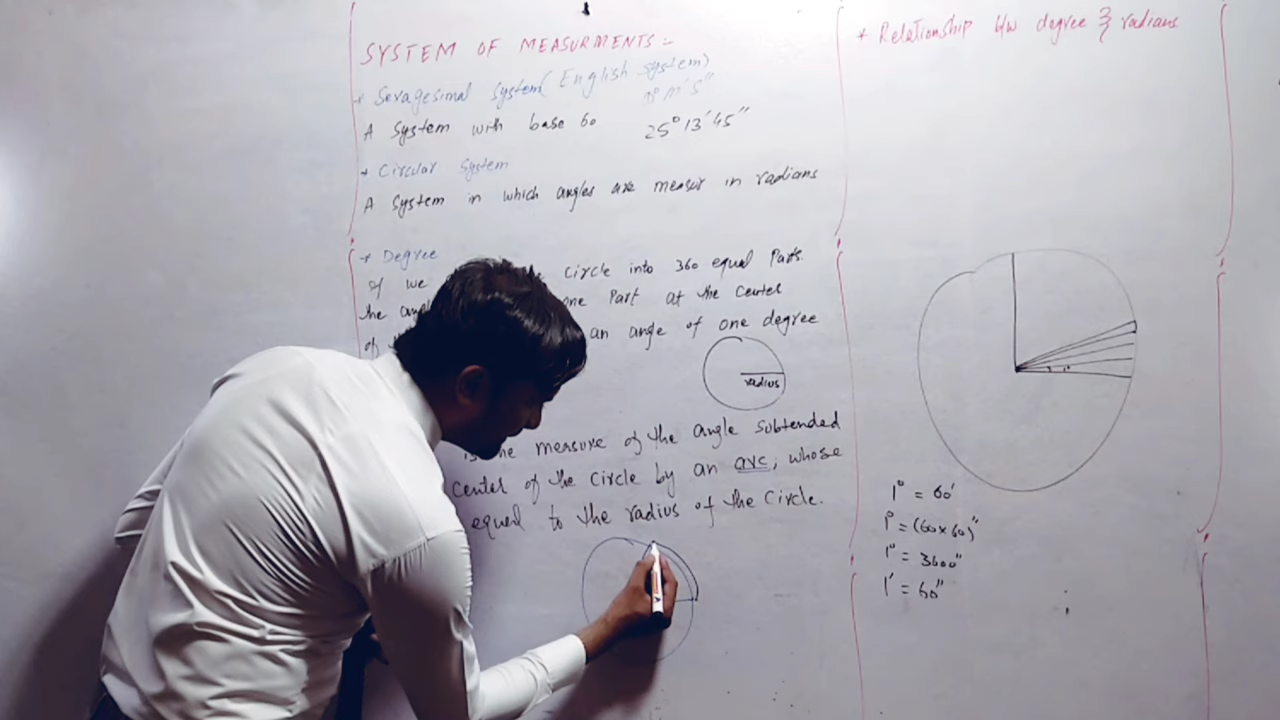 SYSTEM OF MEASURMENTS :-
* Sexagesimal System (English System)
D° M' S"
A System with base 60 25° 13' 45"
* Circular System
A System in which angles are measur in radians
* Degree
If we circle into 360 equal Parts.
the one Part at the Center
of an angle of one degree
radius
is the mersure of the angle subtended
center of the circle by an arc, whose
equal to the radius of the Circle.
* Relationship b/w degree & radians
1°
1° = 60'
1° = (60×60)"
1° = 3600"
1' = 60"